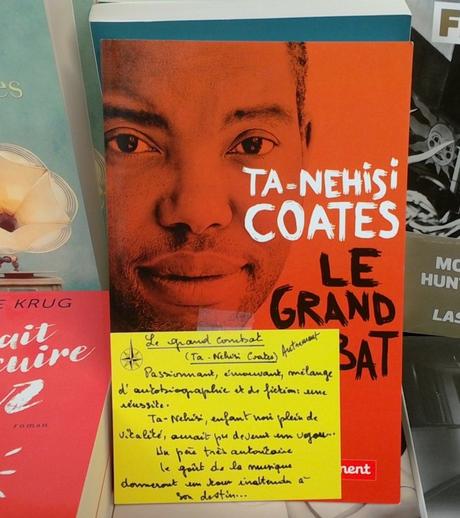 TA-NEHISI
COATES
LE
GRAND
BAT
Le grand combat
(Ta-Nehisi Coates) Autrement
Passionnant, émouvant, mélange
d'autobiographie et de fiction : une
réussite.
Ta-Nehisi, enfant noir plein de
vitalité, aurait pu devenir un voyou...
Un père très autoritaire
le goût de la musique
donneront un tour inattendu à
son destin...
ment
es
E KRUG
ait
cuire
roman
F
MO
HUNT
LAS